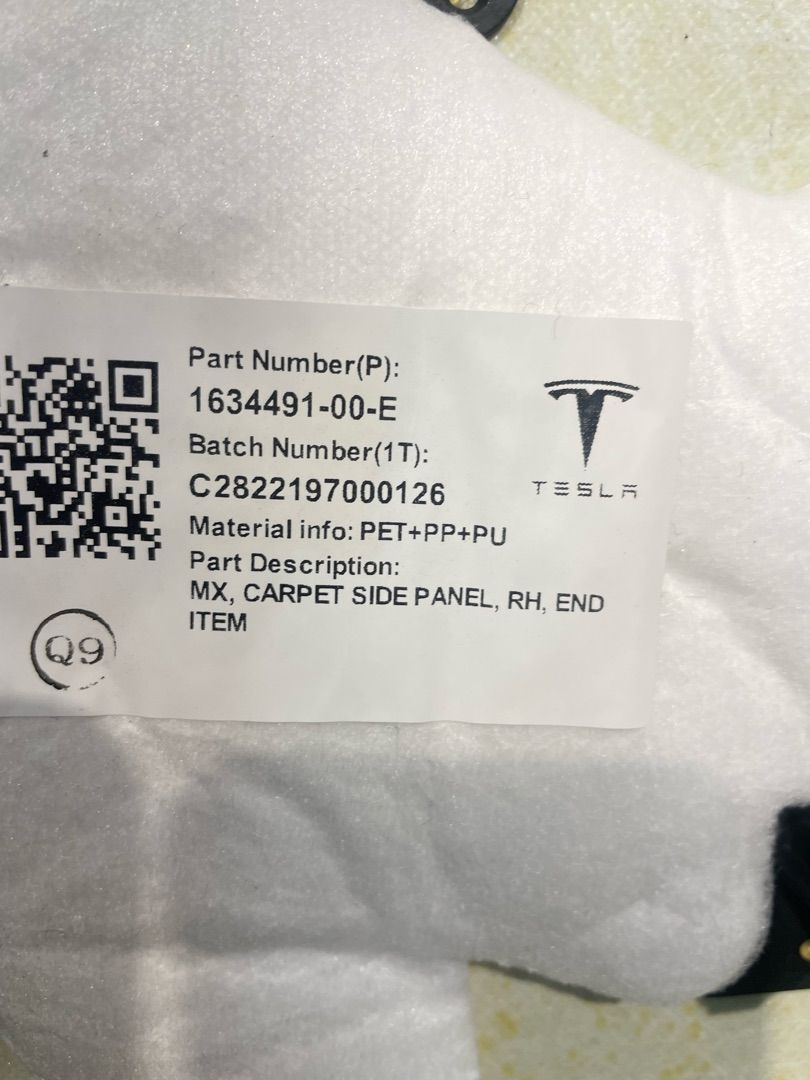 Part Number(P):
1634491-00-E
Batch Number(1T):
C2822197000126
Material info: PET+PP+PU
Part Description:
MX, CARPET SIDE PANEL, RH, END
ITEM
TESLA
Q9